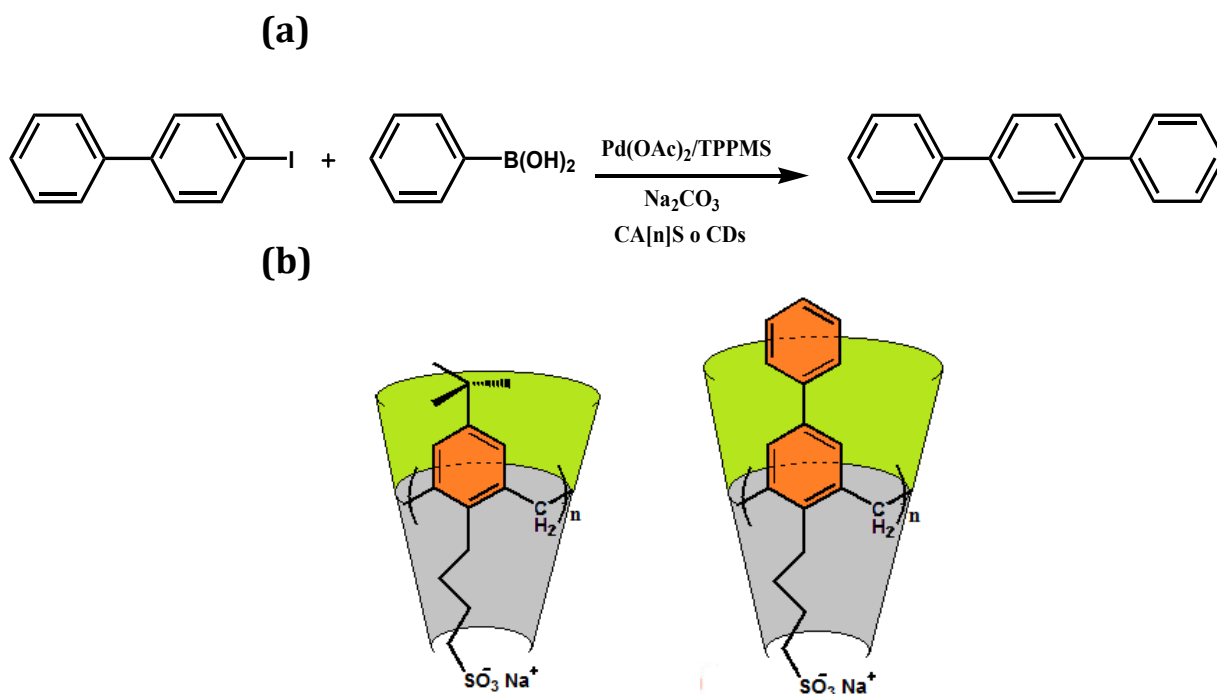 (a)
I
+
B(OH)₂
Pd(OAc)₂/TPPMS
Na₂CO₃
CA[n]S o CDs
(b)
C
H₂
n
SO₃⁻ Na⁺
C
H₂
n
SO₃⁻ Na⁺